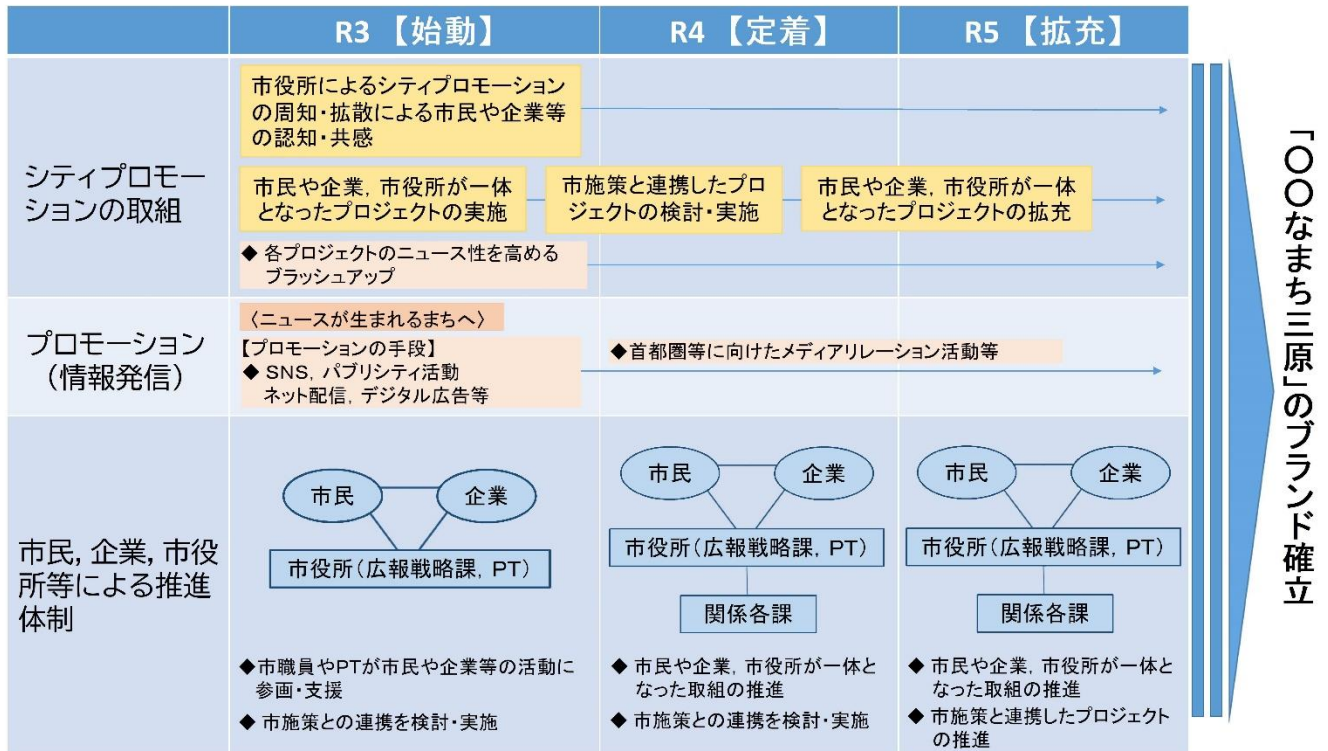 R3 【始動】
R4 【定着】
R5 【拡充】
シティプロモー
ションの取組
市役所によるシティプロモーション
の周知・拡散による市民や企業等
の認知・共感
市民や企業, 市役所が一体
となったプロジェクトの実施
市施策と連携したプロ
ジェクトの検討・実施
市民や企業, 市役所が一体
となったプロジェクトの拡充
◆ 各プロジェクトのニュース性を高める
ブラッシュアップ
プロモーション
(情報発信)
〈ニュースが生まれるまちへ〉
【プロモーションの手段】
◆ SNS, パブリシティ活動
ネット配信, デジタル広告等
◆首都圏等に向けたメディアリレーション活動等
市民, 企業, 市役
所等による推進
体制
市民
企業
市役所(広報戦略課, PT)
◆市職員やPTが市民や企業等の活動に
参画・支援
◆ 市施策との連携を検討・実施
市民
企業
市役所(広報戦略課, PT)
関係各課
◆ 市民や企業, 市役所が一体と
なった取組の推進
◆ 市施策との連携を検討・実施
市民
企業
市役所(広報戦略課, PT)
関係各課
◆ 市民や企業, 市役所が一体と
なった取組の推進
◆ 市施策と連携したプロジェクト
の推進
「〇〇なまち三原」のブランド確立